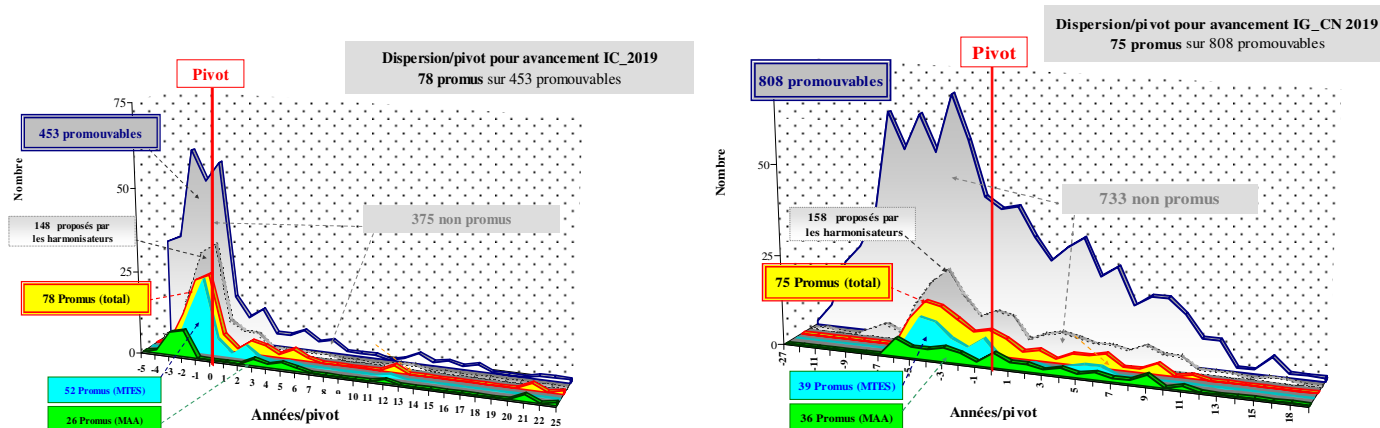 Dispersion/pivot pour avancement IC_2019
78 promus sur 453 promouvables
Pivot
75
453 promouvables
Nombre
50
148 proposés par
les harmonisateurs
375 non promus
25
78 Promus (total)
0
-5 -4 -3 -2 -1 0 1 2 3 4 5 6 7 8 9 10 11 12 13 14 15 16 17 18 19 20 21 22 25
52 Promus (MTES)
26 Promus (MAA)
Années/pivot
Dispersion/pivot pour avancement IG_CN 2019
75 promus sur 808 promouvables
Pivot
808 promouvables
Nombre
50
733 non promus
158 proposés par
les harmonisateurs
25
75 Promus (total)
0
-27 -11 -9 -7 -5 -3 -1 1 3 5 7 9 11 13 15 18
39 Promus (MTES)
36 Promus (MAA)
Années/pivot